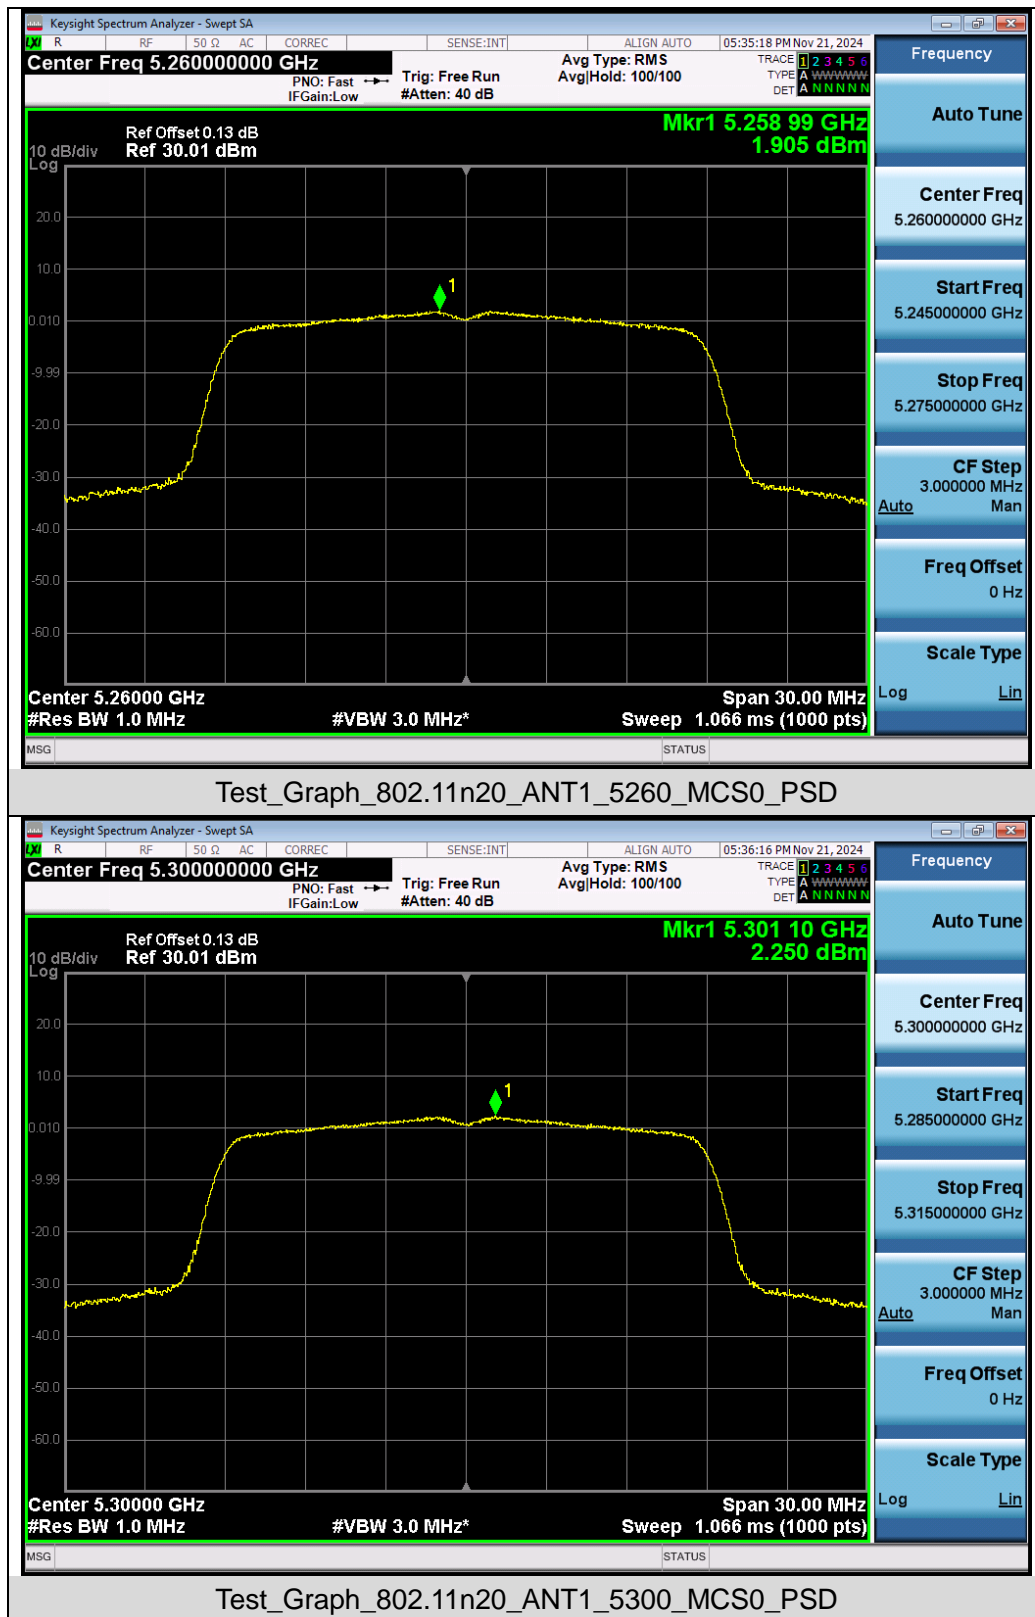 Keysight Spectrum Analyzer - Swept SA
LXI R RF 50 Ω AC CORREC SENSE:INT ALIGN AUTO 05:35:18 PM Nov 21, 2024
Center Freq 5.260000000 GHz
PNO: Fast
IFGain:Low
Trig: Free Run
#Atten: 40 dB
Avg Type: RMS
Avg|Hold: 100/100
TRACE 1 2 3 4 5 6
TYPE A WWWWW
DET A N N N N N
Frequency
Auto Tune
Center Freq
5.260000000 GHz
Start Freq
5.245000000 GHz
Stop Freq
5.275000000 GHz
CF Step
3.000000 MHz
Auto Man
Freq Offset
0 Hz
Scale Type
Log Lin
Ref Offset 0.13 dB
10 dB/div Ref 30.01 dBm
Log
Mkr1 5.258 99 GHz
1.905 dBm
20.0
10.0
1
0.010
-9.99
-20.0
-30.0
-40.0
-50.0
-60.0
Center 5.26000 GHz Span 30.00 MHz
#Res BW 1.0 MHz #VBW 3.0 MHz* Sweep 1.066 ms (1000 pts)
MSG STATUS
Test_Graph_802.11n20_ANT1_5260_MCS0_PSD
Keysight Spectrum Analyzer - Swept SA
LXI R RF 50 Ω AC CORREC SENSE:INT ALIGN AUTO 05:36:16 PM Nov 21, 2024
Center Freq 5.300000000 GHz
PNO: Fast
IFGain:Low
Trig: Free Run
#Atten: 40 dB
Avg Type: RMS
Avg|Hold: 100/100
TRACE 1 2 3 4 5 6
TYPE A WWWWW
DET A N N N N N
Frequency
Auto Tune
Center Freq
5.300000000 GHz
Start Freq
5.285000000 GHz
Stop Freq
5.315000000 GHz
CF Step
3.000000 MHz
Auto Man
Freq Offset
0 Hz
Scale Type
Log Lin
Ref Offset 0.13 dB
10 dB/div Ref 30.01 dBm
Log
Mkr1 5.301 10 GHz
2.250 dBm
20.0
10.0
1
0.010
-9.99
-20.0
-30.0
-40.0
-50.0
-60.0
Center 5.30000 GHz Span 30.00 MHz
#Res BW 1.0 MHz #VBW 3.0 MHz* Sweep 1.066 ms (1000 pts)
MSG STATUS
Test_Graph_802.11n20_ANT1_5300_MCS0_PSD